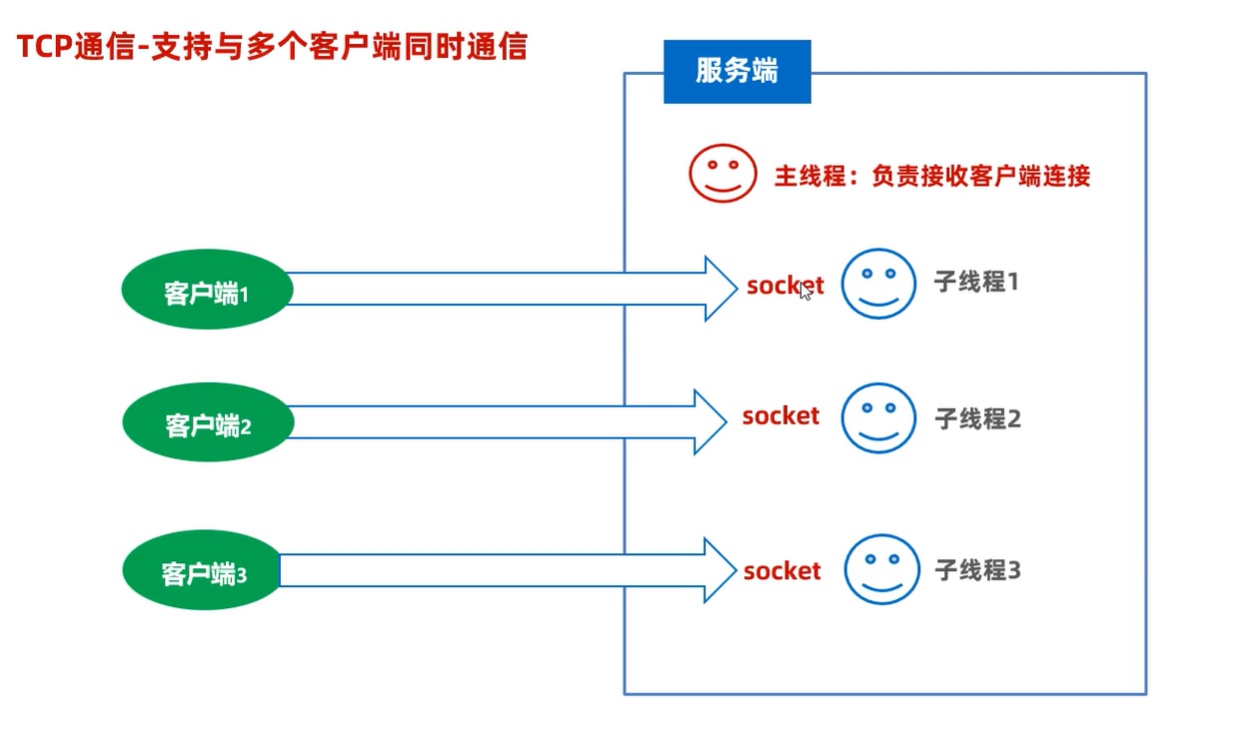 TCP通信-支持与多个客户端同时通信
服务端
主线程：负责接收客户端连接
客户端1
socket
子线程1
客户端2
socket
子线程2
客户端3
socket
子线程3